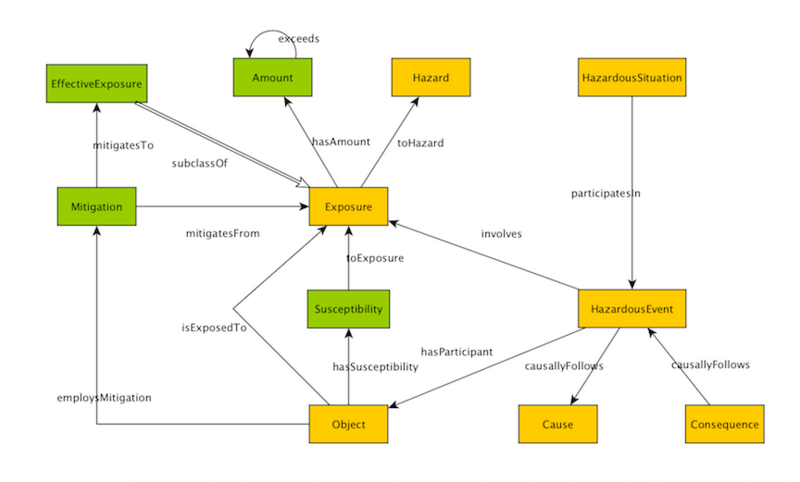 exceeds
EffectiveExposure
Amount
Hazard
HazardousSituation
mitigatesTo
hasAmount
toHazard
subclassOf
participatesIn
Mitigation
Exposure
mitigatesFrom
involves
toExposure
Susceptibility
HazardousEvent
isExposedTo
hasParticipant
hasSusceptibility
causallyFollows
causallyFollows
employsMitigation
Object
Cause
Consequence